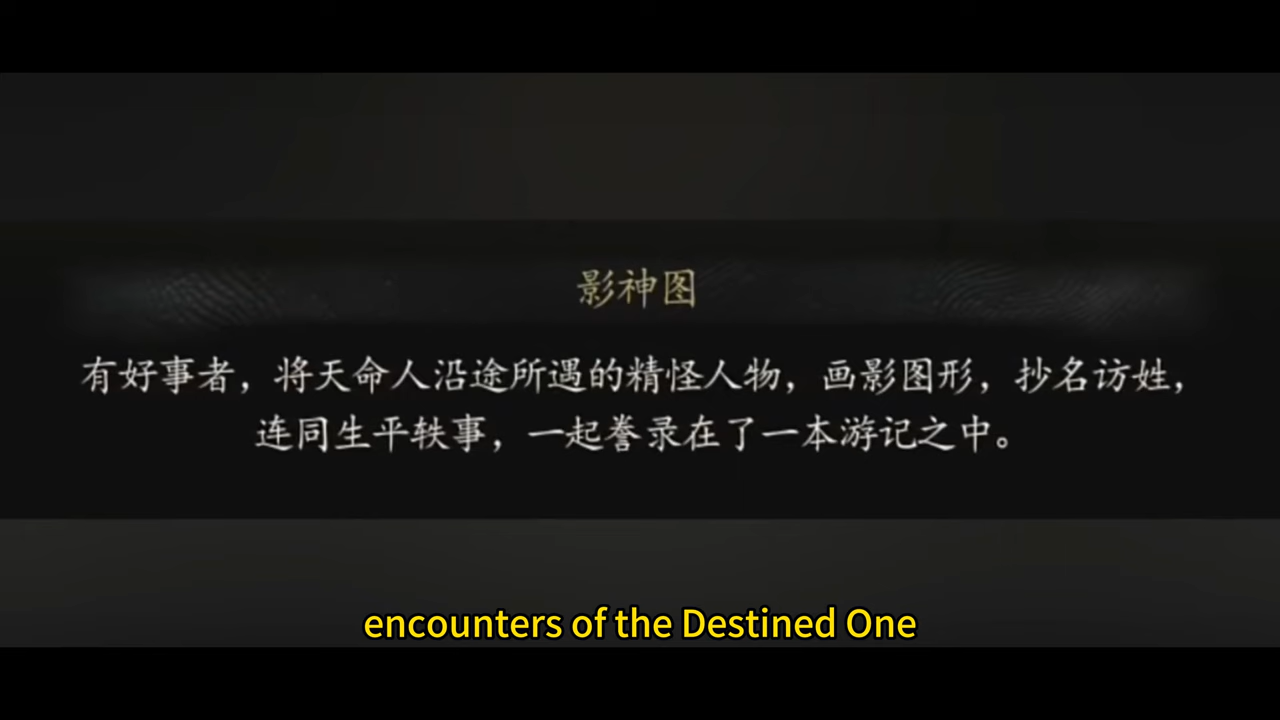 影神图
有好事者，将天命人沿途所遇的精怪人物，画影图形，抄名访姓，
连同生平轶事，一起誊录在了一本游记之中。
encounters of the Destined One